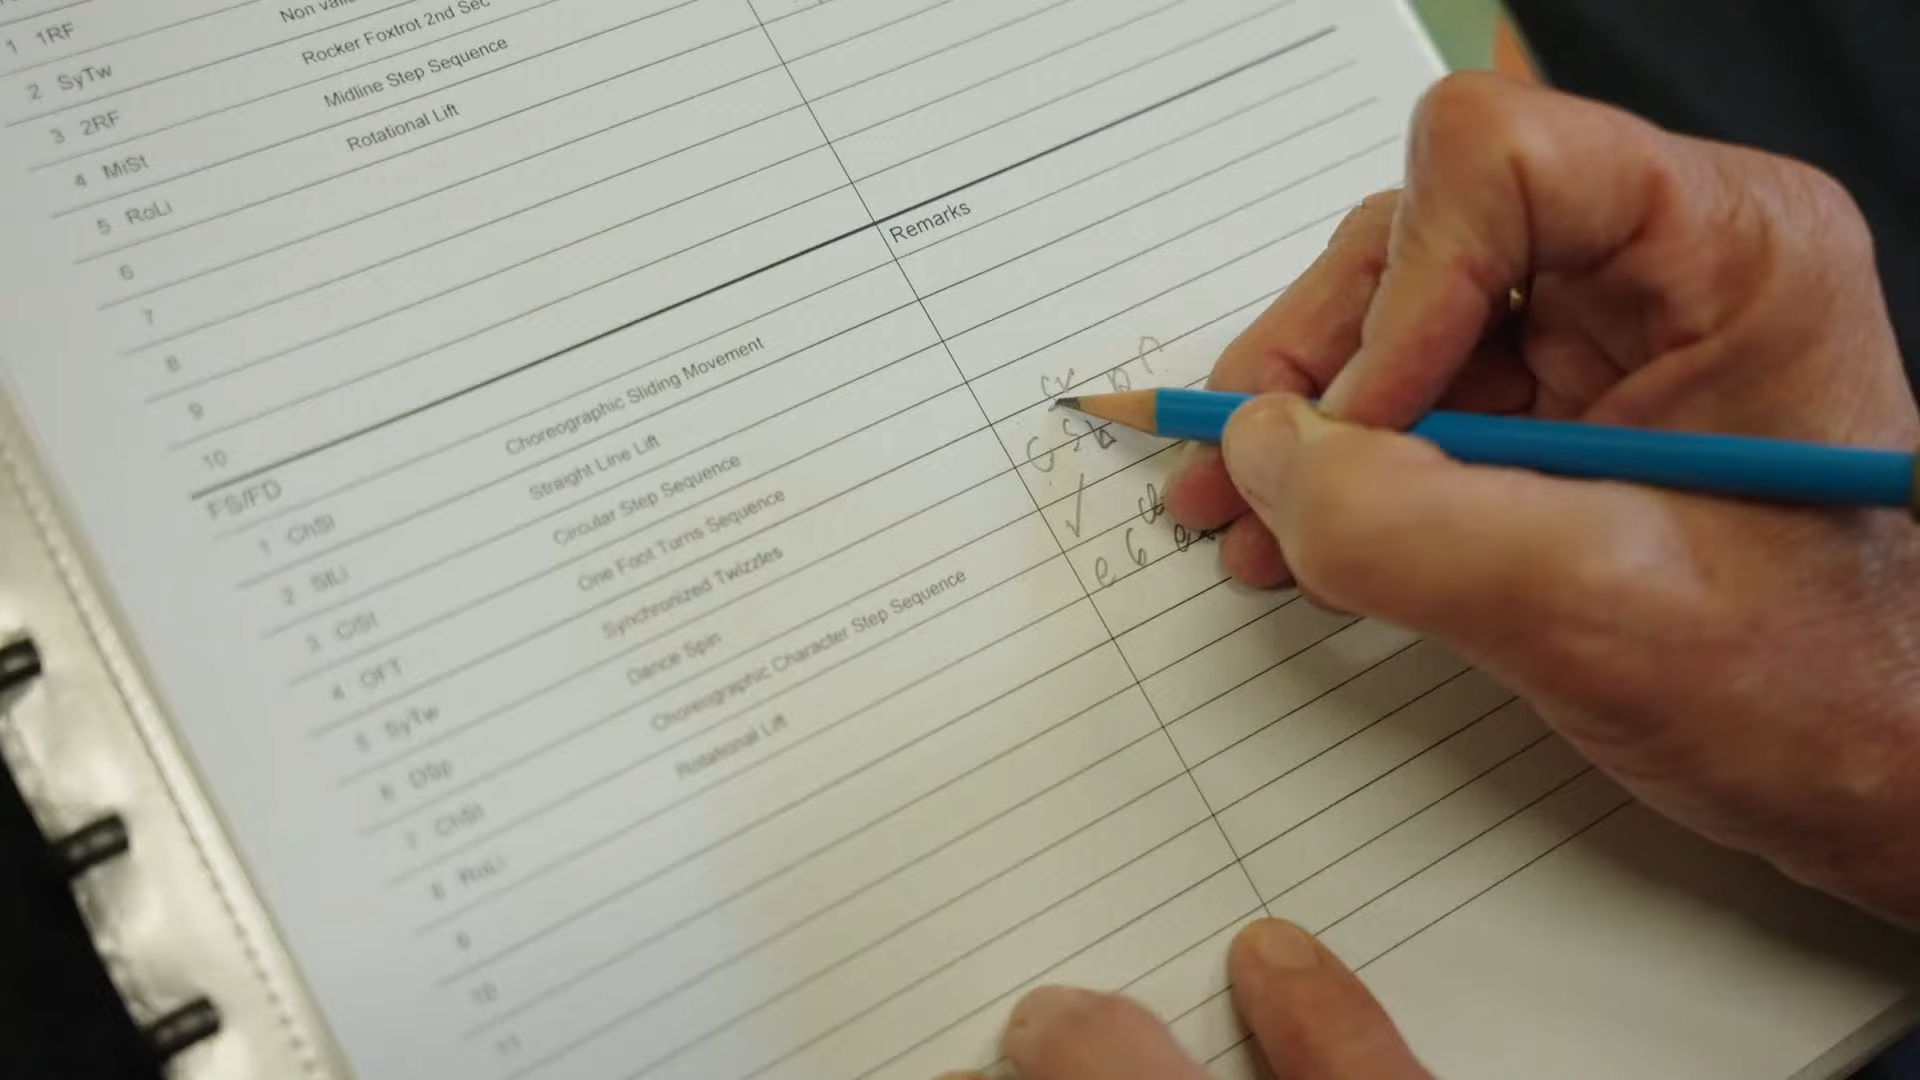 1 1RF Non
2 SyTw Rocker Foxtrot 2nd Sec
3 2RF Midline Step Sequence
4 MiSt Rotational Lift
5 RoLi
6
7
8
9
10
FS/FD Remarks
1 ChSl Choreographic Sliding Movement
2 StLi Straight Line Lift
3 CiSt Circular Step Sequence
4 OFT One Foot Turns Sequence
5 SyTw Synchronized Twizzles
6 DSp Dance Spin
7 ChSt Choreographic Character Step Sequence
8 RoLi Rotational Lift
9
10
11